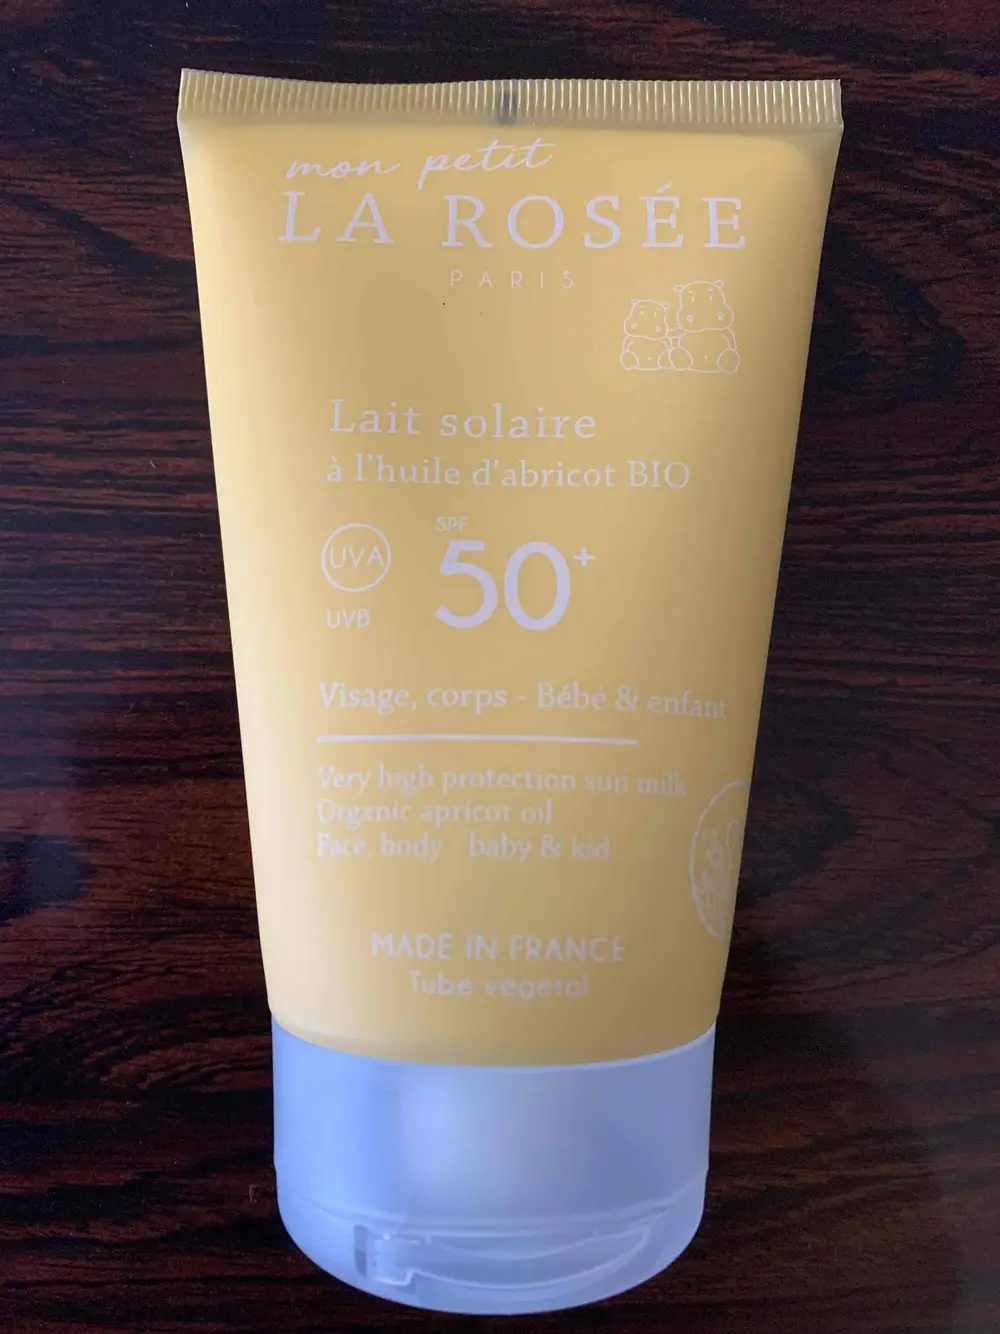 mon petit
LA ROSÉE
PARIS
Lait solaire
à l'huile d'abricot BIO
UVA
UVB
SPF
50+
Visage, corps - Bébé & enfant
Very high protection sun milk
Organic apricot oil
Face, body - baby & kid
MADE IN FRANCE
Tube végétal